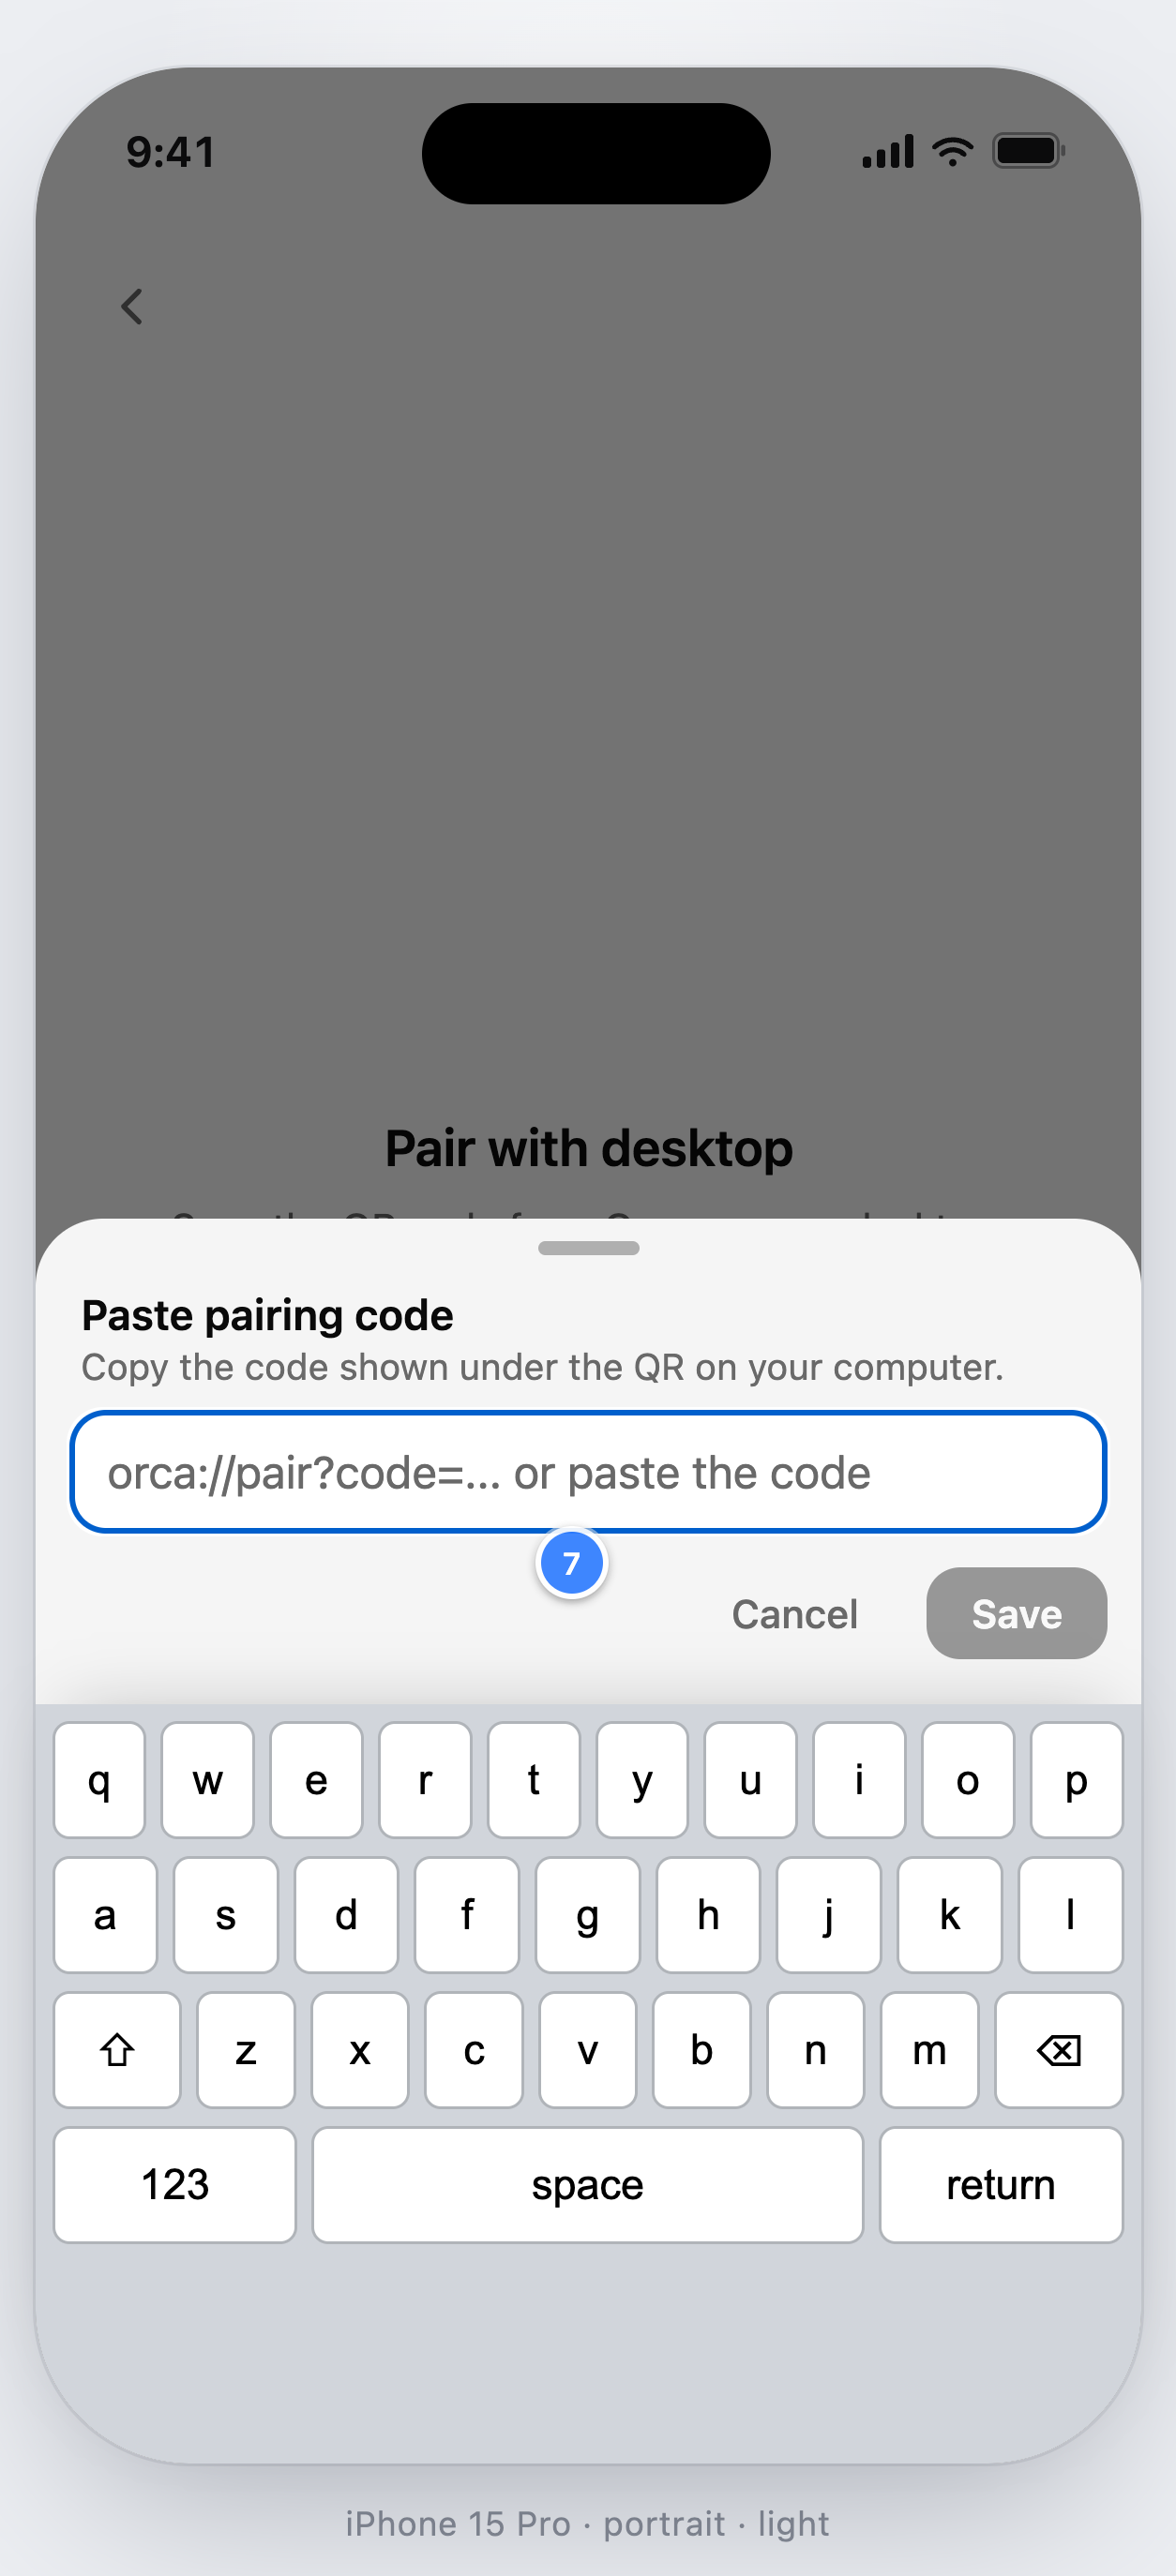 9:41
Pair with desktop
Paste pairing code
Copy the code shown under the QR on your computer.
orca://pair?code=... or paste the code
7
Cancel
Save
q w e r t y u i o p
a s d f g h j k l
z x c v b n m
123 space return
iPhone 15 Pro · portrait · light